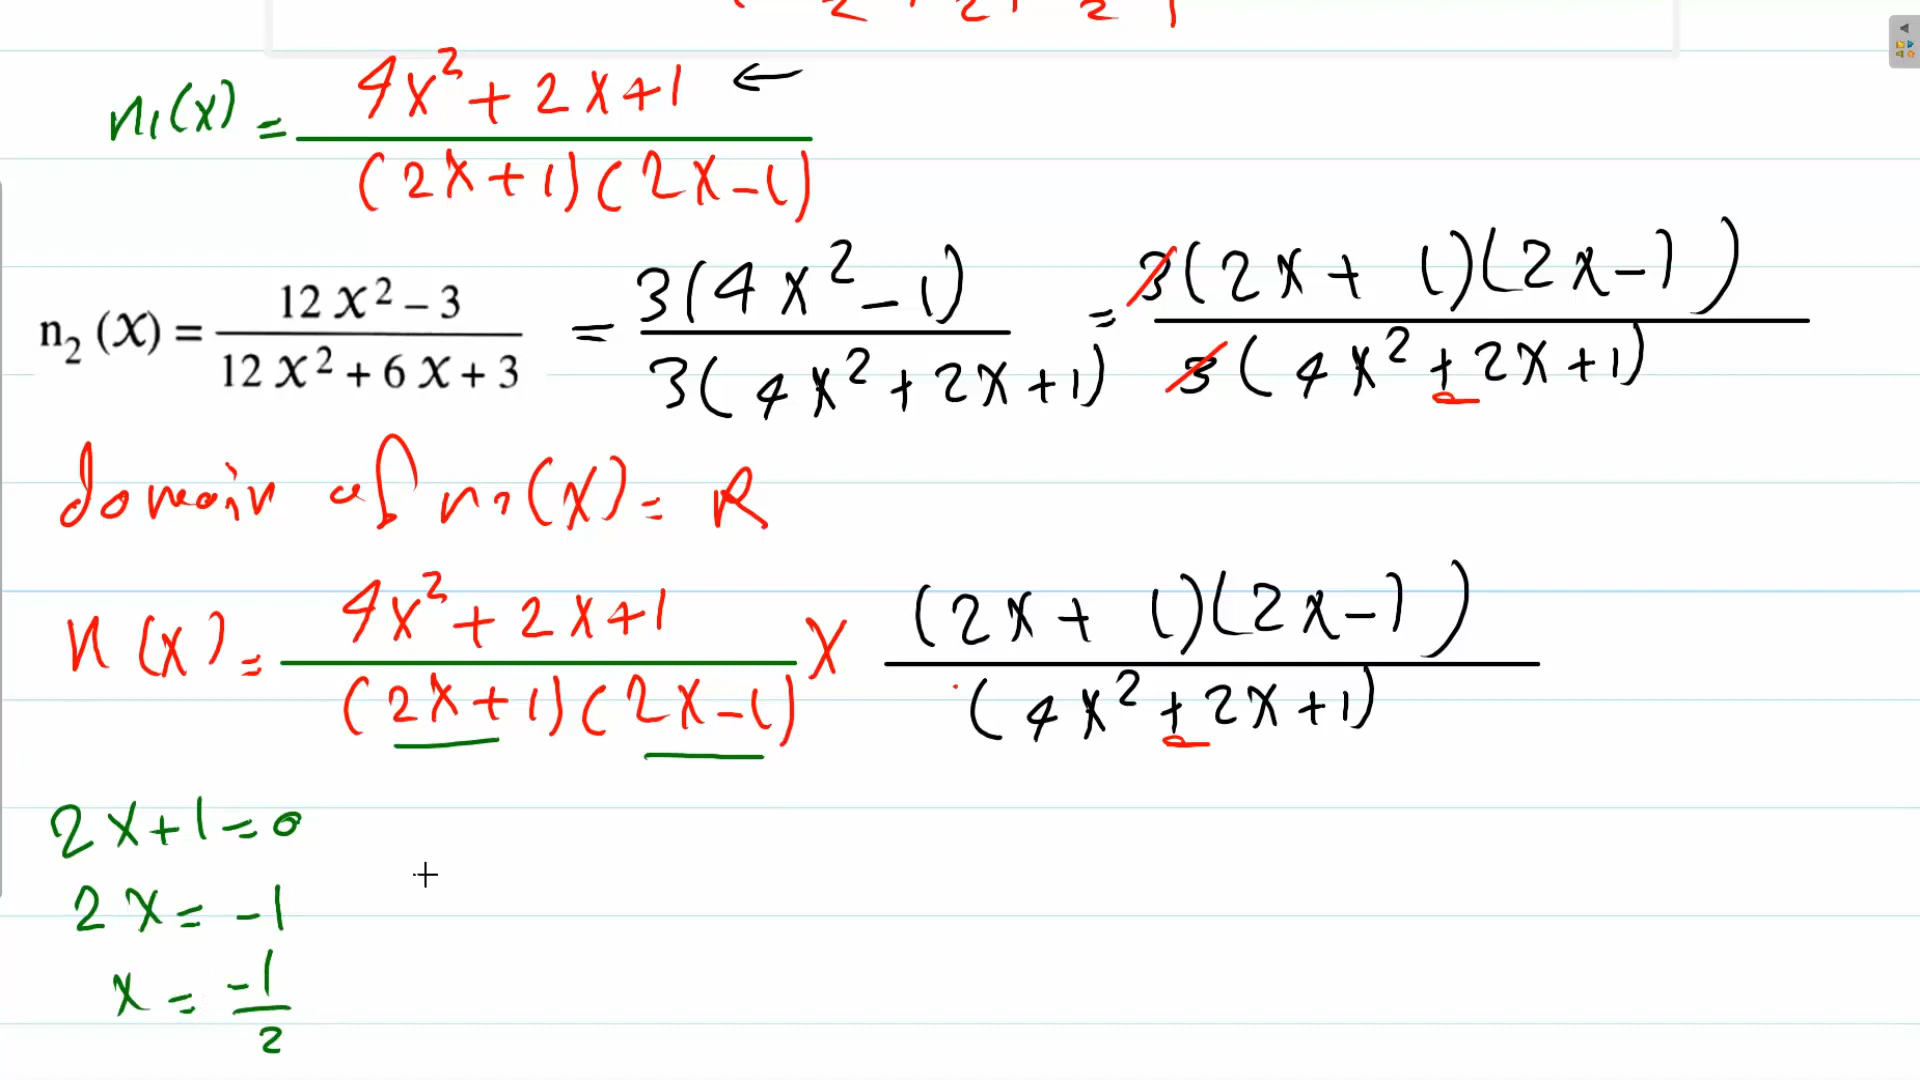 n₁(x) = 4x² + 2x + 1 / (2x + 1)(2x - 1) ←
n₂(x) = 12x² - 3 / 12x² + 6x + 3 = 3(4x² - 1) / 3(4x² + 2x + 1) = 3(2x + 1)(2x - 1) / 3(4x² + 2x + 1)
domain of n₂(x) = R
n(x) = 4x² + 2x + 1 / (2x + 1)(2x - 1) × (2x + 1)(2x - 1) / (4x² + 2x + 1)
2x + 1 = 0
2x = -1
x = -1/2